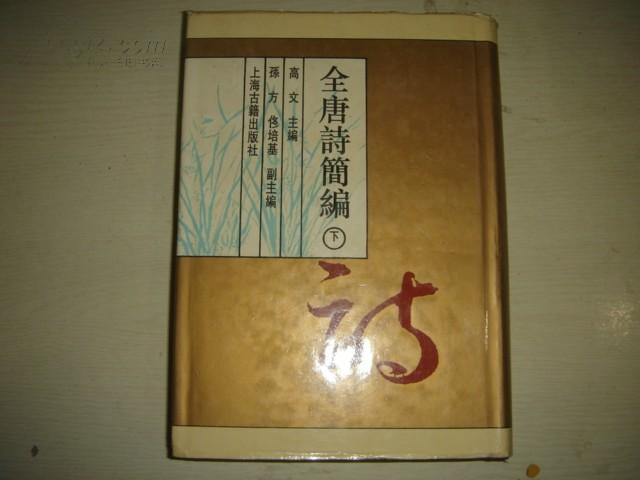 全唐詩簡編
下
高文 主編
孫方 佟培基 副主編
上海古籍出版社
詩